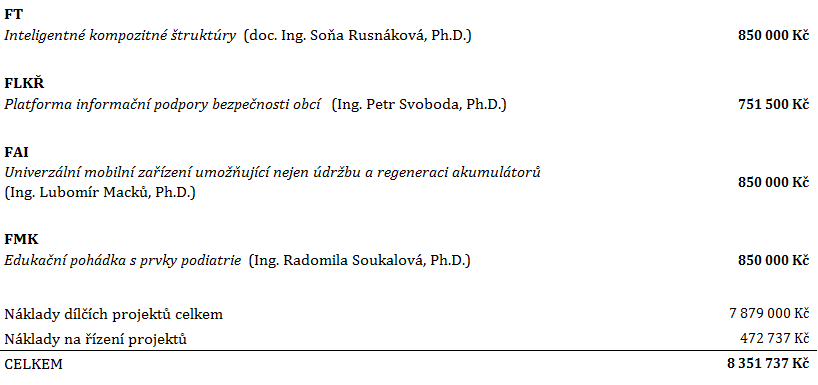 FT
Inteligentné kompozitné štruktúry (doc. Ing. Soňa Rusnáková, Ph.D.) 850 000 Kč
FLKŘ
Platforma informační podpory bezpečnosti obcí (Ing. Petr Svoboda, Ph.D.) 751 500 Kč
FAI
Univerzální mobilní zařízení umožňující nejen údržbu a regeneraci akumulátorů
(Ing. Lubomír Macků, Ph.D.) 850 000 Kč
FMK
Edukační pohádka s prvky podiatrie (Ing. Radomila Soukalová, Ph.D.) 850 000 Kč
Náklady dílčích projektů celkem 7 879 000 Kč
Náklady na řízení projektů 472 737 Kč
CELKEM 8 351 737 Kč